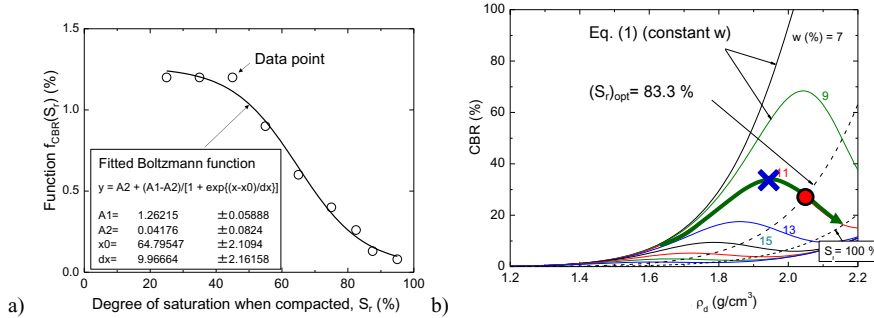 Function f_CBR(S_r) (%)
1.5
1.0
0.5
0.0
Data point
Fitted Boltzmann function
y = A2 + (A1-A2)/[1 + exp{(x-x0)/dx}]
A1= 1.26215 ±0.05888
A2= 0.04176 ±0.0824
x0= 64.79547 ±2.1094
dx= 9.96664 ±2.16158
0 20 40 60 80 100
Degree of saturation when compacted, S_r (%)
a)
CBR (%)
100
80
60
40
20
0
Eq. (1) (constant w)
w (%) = 7
(S_r)_opt= 83.3 %
9
11
13
15
= 100 %
1.2 1.4 1.6 1.8 2.0 2.2
ρ_d (g/cm³)
b)